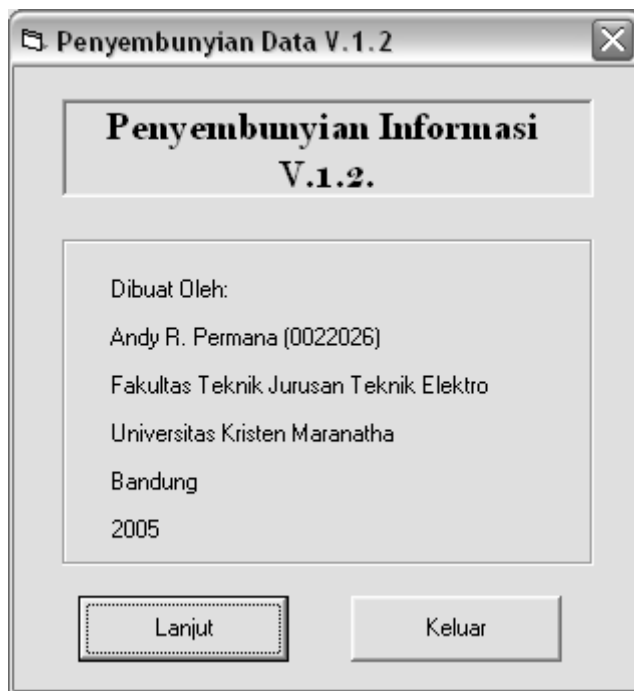 Penyembunyian Data V.1.2
Penyembunyian Informasi
V.1.2.
Dibuat Oleh:
Andy R. Permana (0022026)
Fakultas Teknik Jurusan Teknik Elektro
Universitas Kristen Maranatha
Bandung
2005
Lanjut
Keluar